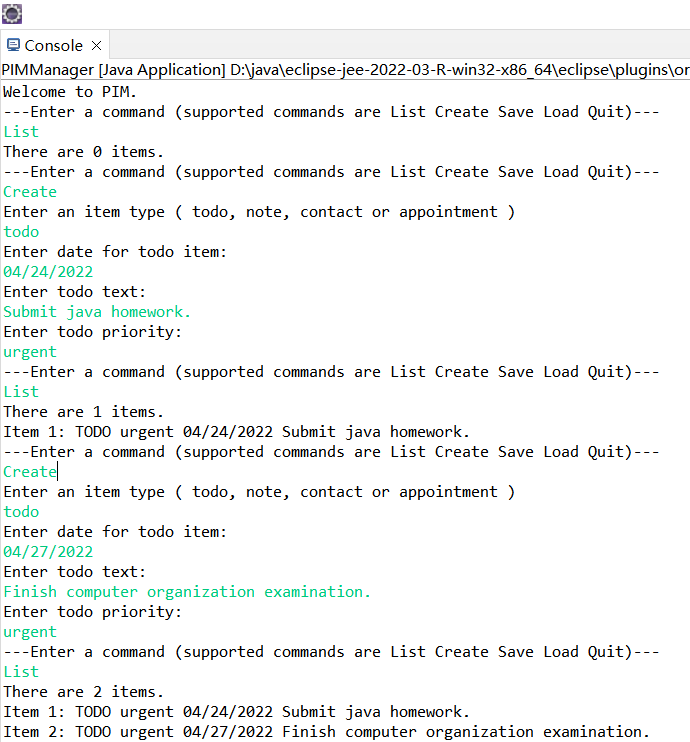 Console
PIMManager [Java Application] D:\java\eclipse-jee-2022-03-R-win32-x86_64\eclipse\plugins\or
Welcome to PIM.
---Enter a command (supported commands are List Create Save Load Quit)---
List
There are 0 items.
---Enter a command (supported commands are List Create Save Load Quit)---
Create
Enter an item type ( todo, note, contact or appointment )
todo
Enter date for todo item:
04/24/2022
Enter todo text:
Submit java homework.
Enter todo priority:
urgent
---Enter a command (supported commands are List Create Save Load Quit)---
List
There are 1 items.
Item 1: TODO urgent 04/24/2022 Submit java homework.
---Enter a command (supported commands are List Create Save Load Quit)---
Create
Enter an item type ( todo, note, contact or appointment )
todo
Enter date for todo item:
04/27/2022
Enter todo text:
Finish computer organization examination.
Enter todo priority:
urgent
---Enter a command (supported commands are List Create Save Load Quit)---
List
There are 2 items.
Item 1: TODO urgent 04/24/2022 Submit java homework.
Item 2: TODO urgent 04/27/2022 Finish computer organization examination.